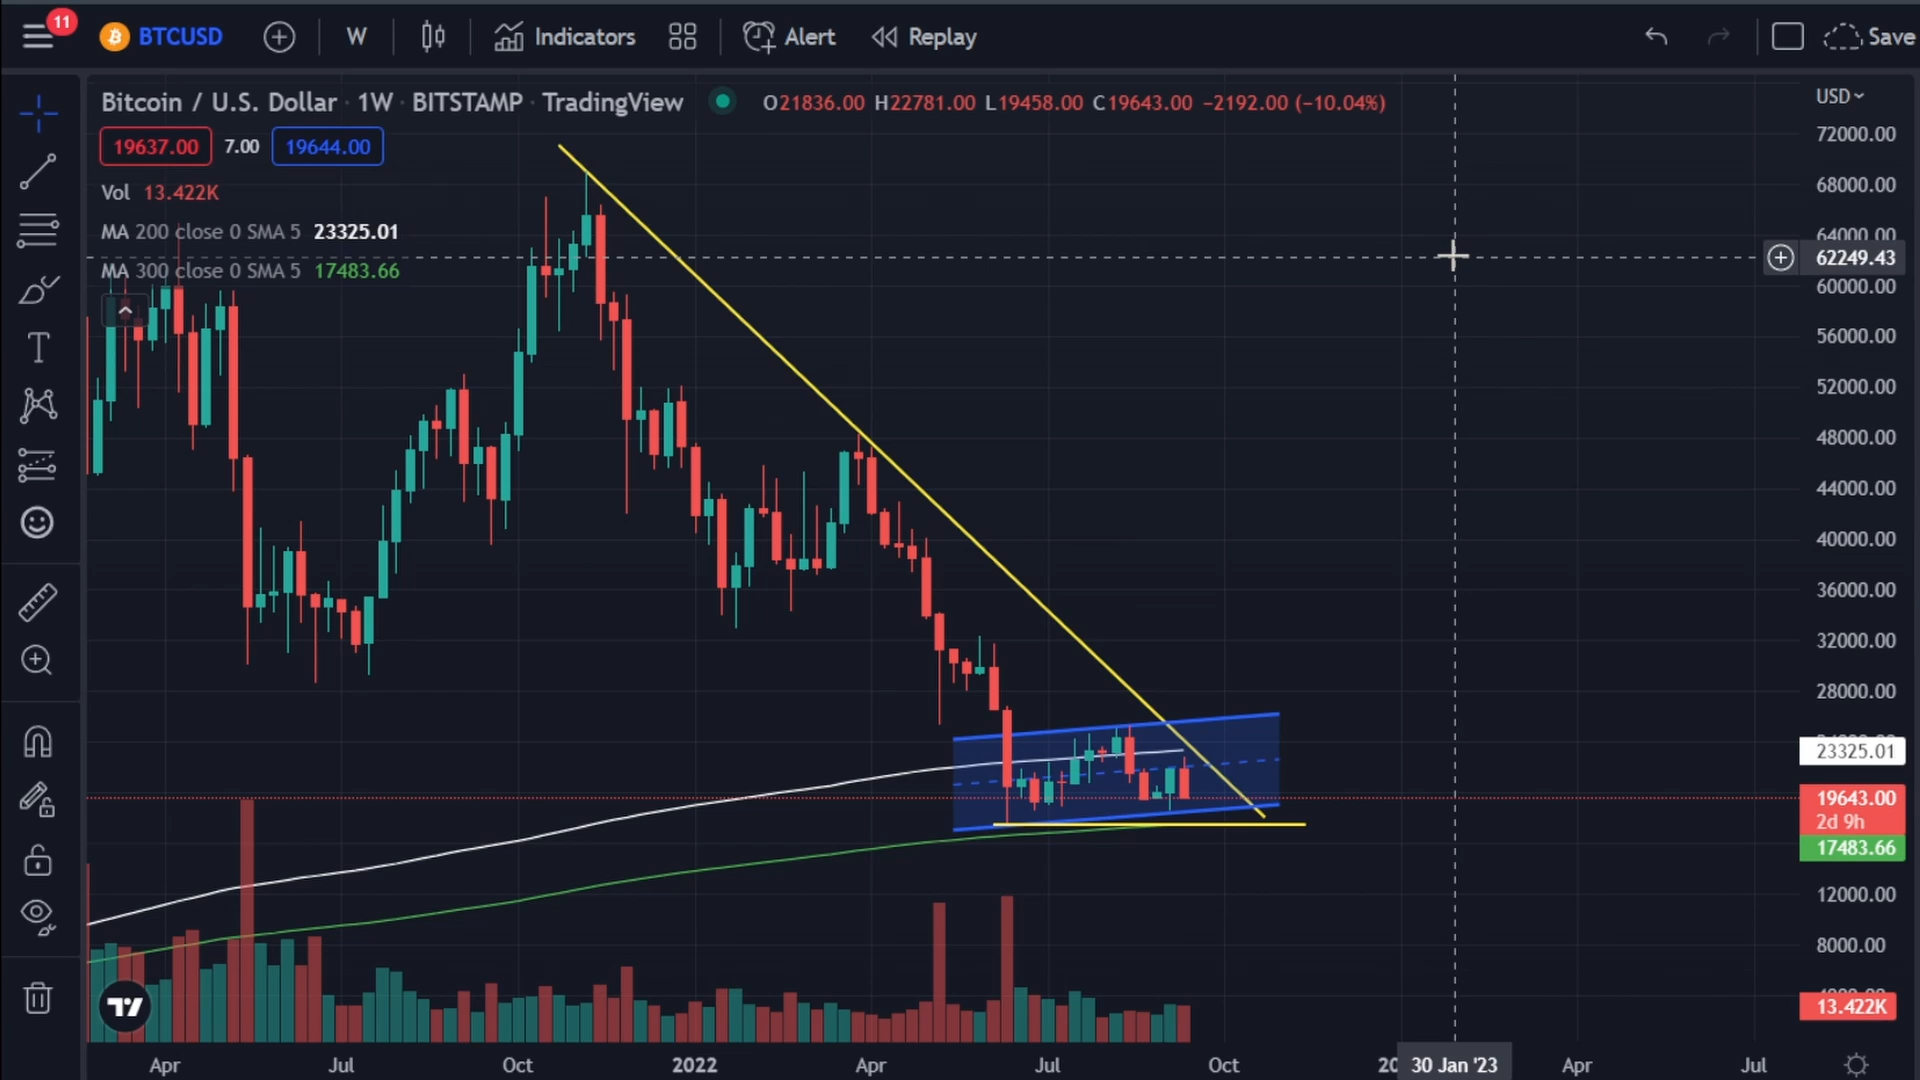 11
BTCUSD W Indicators Alert Replay Save
Bitcoin / U.S. Dollar · 1W · BITSTAMP · TradingView O21836.00 H22781.00 L19458.00 C19643.00 −2192.00 (−10.04%)
USD
19637.00 7.00 19644.00
Vol 13.422K
MA 200 close 0 SMA 5 23325.01
MA 300 close 0 SMA 5 17483.66
72000.00
68000.00
64000.00
62249.43
60000.00
56000.00
52000.00
48000.00
44000.00
40000.00
36000.00
32000.00
28000.00
23325.01
19643.00
2d 9h
17483.66
12000.00
8000.00
13.422K
Apr Jul Oct 2022 Apr Jul Oct 20 30 Jan '23 Apr Jul